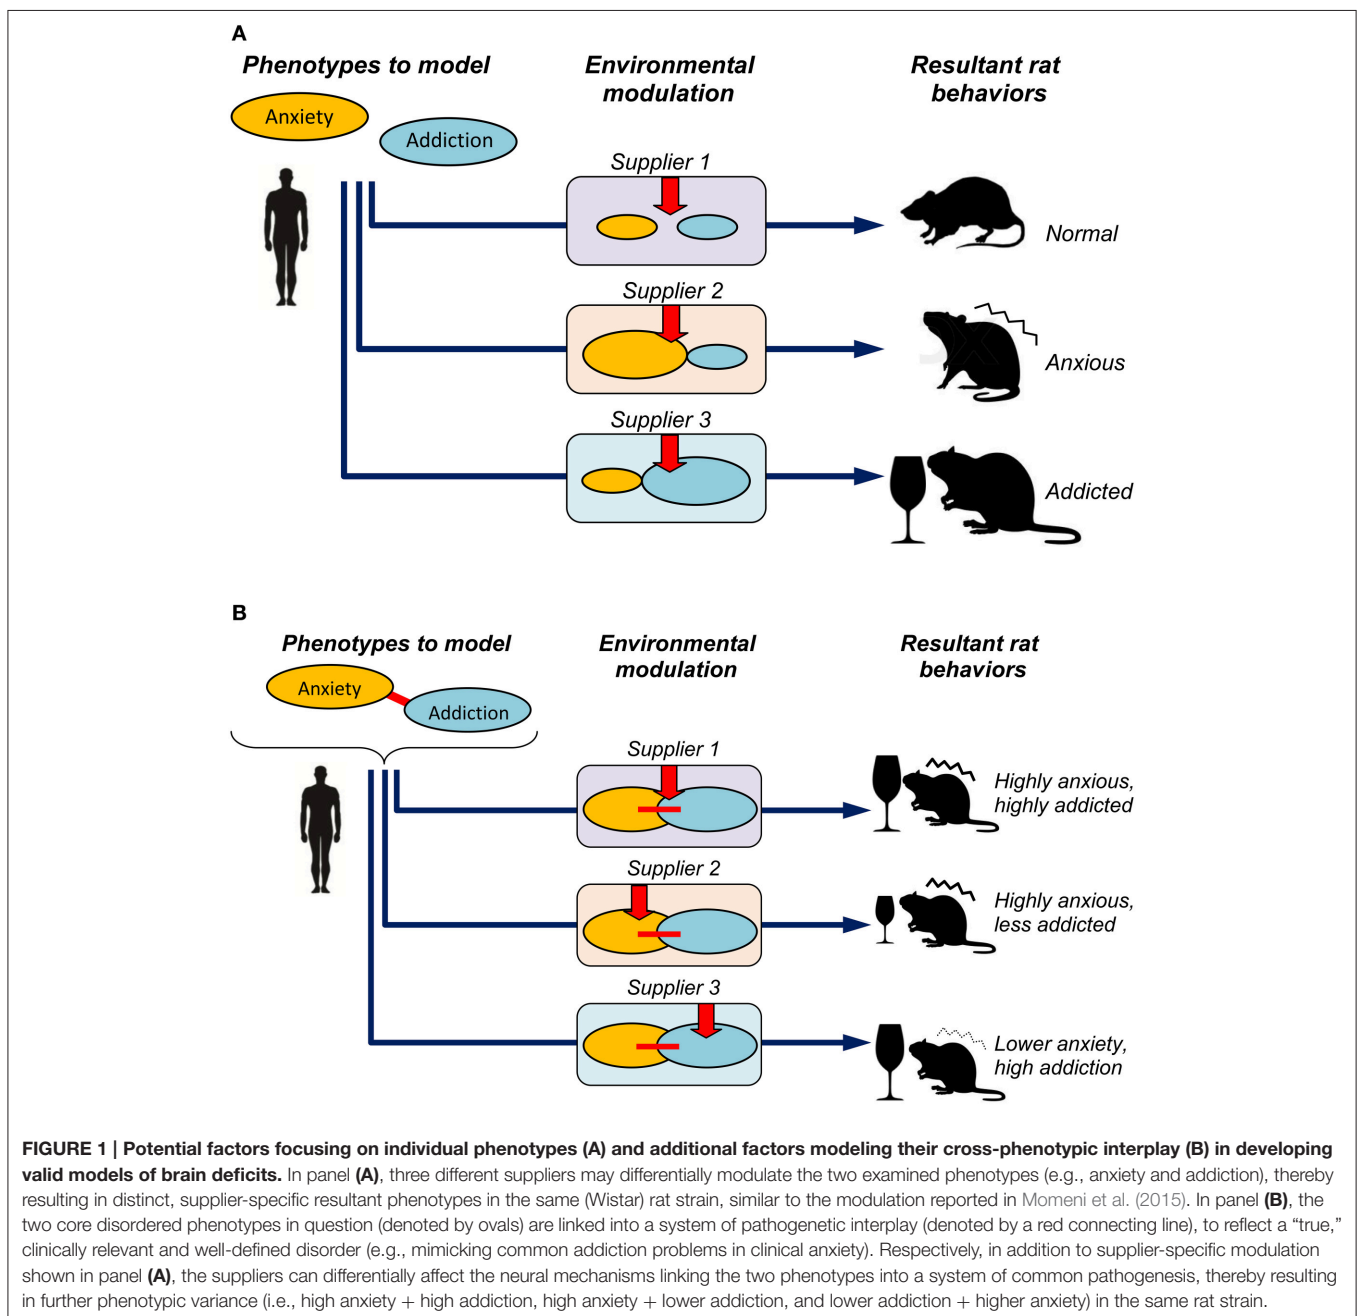 A
Phenotypes to model
Environmental
modulation
Resultant rat
behaviors
Anxiety
Addiction
Supplier 1
Normal
Supplier 2
Anxious
Supplier 3
Addicted
B
Phenotypes to model
Environmental
modulation
Resultant rat
behaviors
Anxiety
Addiction
Supplier 1
Highly anxious,
highly addicted
Supplier 2
Highly anxious,
less addicted
Supplier 3
Lower anxiety,
high addiction
FIGURE 1 | Potential factors focusing on individual phenotypes (A) and additional factors modeling their cross-phenotypic interplay (B) in developing
valid models of brain deficits. In panel (A), three different suppliers may differentially modulate the two examined phenotypes (e.g., anxiety and addiction), thereby
resulting in distinct, supplier-specific resultant phenotypes in the same (Wistar) rat strain, similar to the modulation reported in Momeni et al. (2015). In panel (B), the
two core disordered phenotypes in question (denoted by ovals) are linked into a system of pathogenetic interplay (denoted by a red connecting line), to reflect a “true,”
clinically relevant and well-defined disorder (e.g., mimicking common addiction problems in clinical anxiety). Respectively, in addition to supplier-specific modulation
shown in panel (A), the suppliers can differentially affect the neural mechanisms linking the two phenotypes into a system of common pathogenesis, thereby resulting
in further phenotypic variance (i.e., high anxiety + high addiction, high anxiety + lower addiction, and lower addiction + higher anxiety) in the same rat strain.